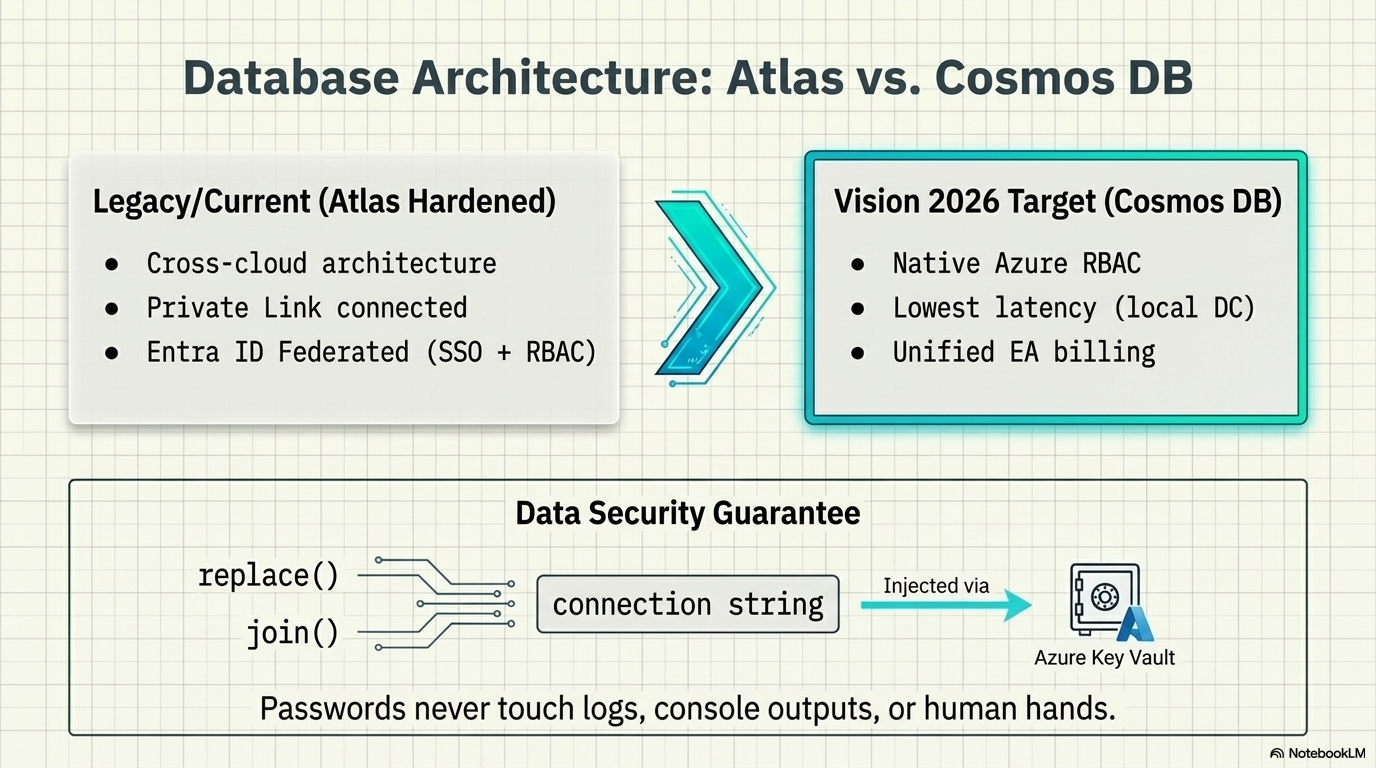 Database Architecture: Atlas vs. Cosmos DB
Legacy/Current (Atlas Hardened)
● Cross-cloud architecture
● Private Link connected
● Entra ID Federated (SSO + RBAC)
Vision 2026 Target (Cosmos DB)
● Native Azure RBAC
● Lowest latency (local DC)
● Unified EA billing
Data Security Guarantee
replace()
join()
connection string
Injected via
Azure Key Vault
Passwords never touch logs, console outputs, or human hands.
NotebookLM